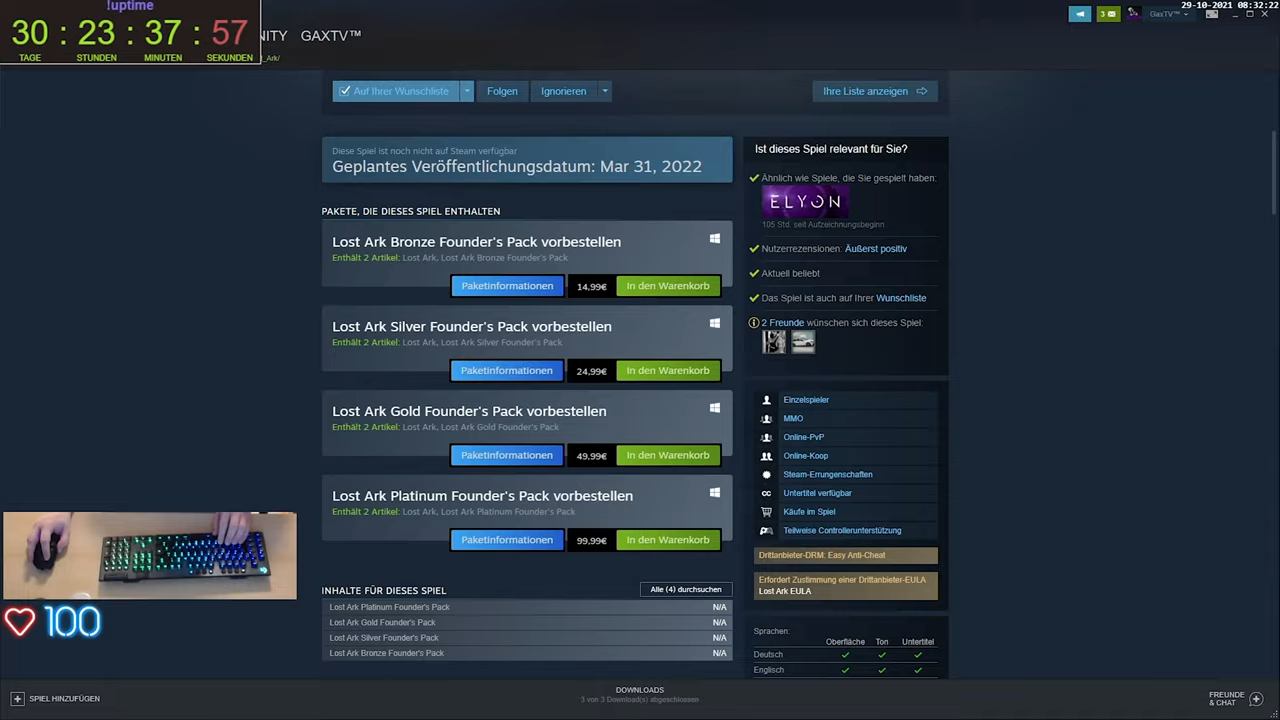 !uptime
30 : 23 : 37 : 57
TAGE STUNDEN MINUTEN SEKUNDEN
NITY GAXTV™
_Ark/
29-10-2021 08:32:22
3
GaxTV™
Auf Ihrer Wunschliste
Folgen
Ignorieren
Ihre Liste anzeigen
Diese Spiel ist noch nicht auf Steam verfügbar
Geplantes Veröffentlichungsdatum: Mar 31, 2022
PAKETE, DIE DIESES SPIEL ENTHALTEN
Lost Ark Bronze Founder's Pack vorbestellen
Enthält 2 Artikel: Lost Ark, Lost Ark Bronze Founder's Pack
Paketinformationen 14,99€ In den Warenkorb
Lost Ark Silver Founder's Pack vorbestellen
Enthält 2 Artikel: Lost Ark, Lost Ark Silver Founder's Pack
Paketinformationen 24,99€ In den Warenkorb
Lost Ark Gold Founder's Pack vorbestellen
Enthält 2 Artikel: Lost Ark, Lost Ark Gold Founder's Pack
Paketinformationen 49,99€ In den Warenkorb
Lost Ark Platinum Founder's Pack vorbestellen
Enthält 2 Artikel: Lost Ark, Lost Ark Platinum Founder's Pack
Paketinformationen 99,99€ In den Warenkorb
INHALTE FÜR DIESES SPIEL
Alle (4) durchsuchen
Lost Ark Platinum Founder's Pack N/A
Lost Ark Gold Founder's Pack N/A
Lost Ark Silver Founder's Pack N/A
Lost Ark Bronze Founder's Pack N/A
Ist dieses Spiel relevant für Sie?
Ähnlich wie Spiele, die Sie gespielt haben:
ELYON
105 Std. seit Aufzeichnungsbeginn
Nutzerrezensionen: Äußerst positiv
Aktuell beliebt
Das Spiel ist auch auf Ihrer Wunschliste
2 Freunde wünschen sich dieses Spiel:
Einzelspieler
MMO
Online-PvP
Online-Koop
Steam-Errungenschaften
CC Untertitel verfügbar
Käufe im Spiel
Teilweise Controllerunterstützung
Drittanbieter-DRM: Easy Anti-Cheat
Erfordert Zustimmung einer Drittanbieter-EULA
Lost Ark EULA
Sprachen:
Oberfläche Ton Untertitel
Deutsch
Englisch
100
SPIEL HINZUFÜGEN
DOWNLOADS
3 von 3 Download(s) abgeschlossen
FREUNDE
& CHAT